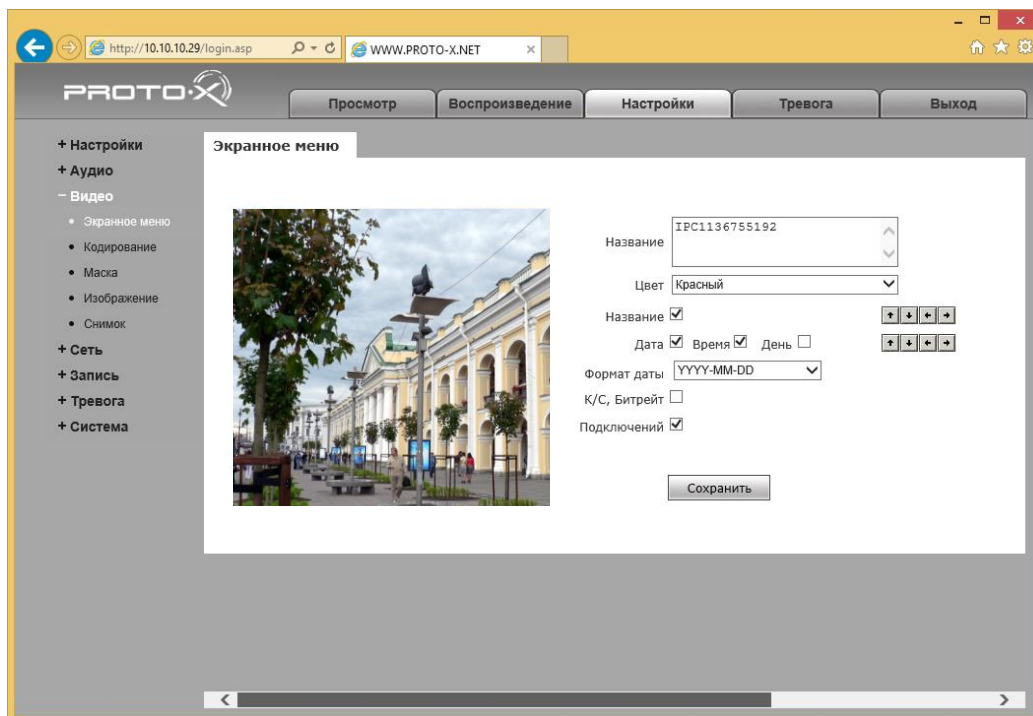 http://10.10.10.29/login.asp
WWW.PROTO-X.NET
PROTO-X
Просмотр
Воспроизведение
Настройки
Тревога
Выход
+ Настройки
+ Аудио
− Видео
• Экранное меню
• Кодирование
• Маска
• Изображение
• Снимок
+ Сеть
+ Запись
+ Тревога
+ Система
Экранное меню
Название IPC1136755192
Цвет Красный
Название
Дата Время День
Формат даты YYYY-MM-DD
К/С, Битрейт
Подключений
Сохранить